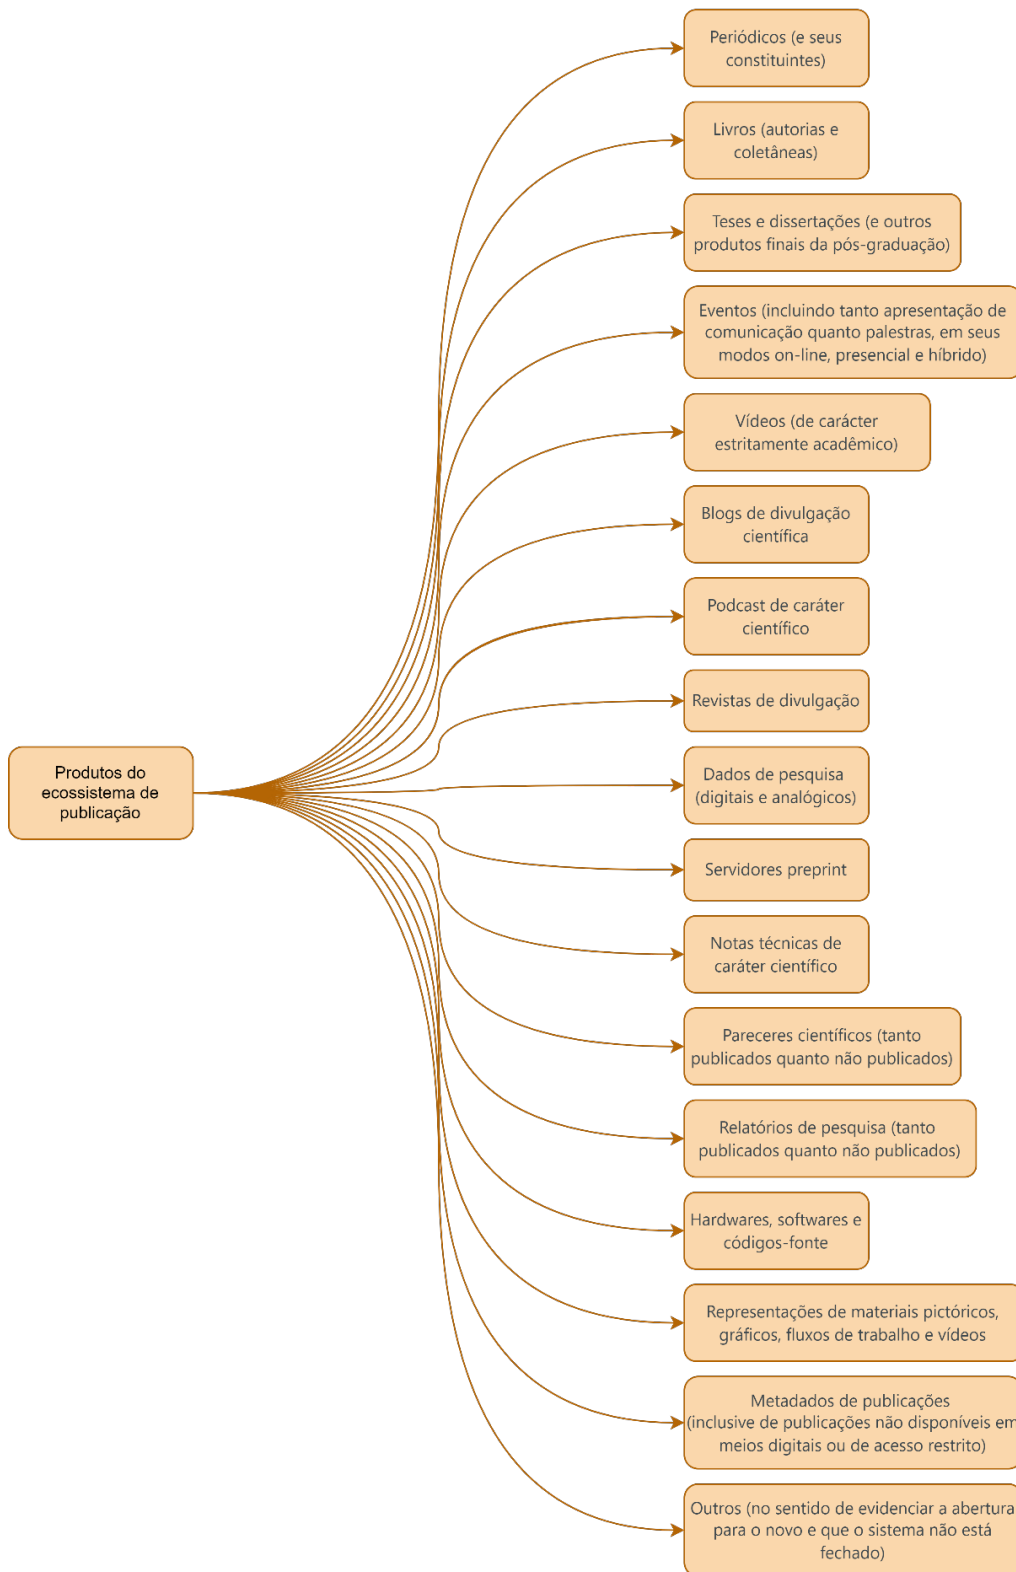 Periódicos (e seus
constituintes)
Livros (autorias e
coletâneas)
Teses e dissertações (e outros
produtos finais da pós-graduação)
Eventos (incluindo tanto apresentação de
comunicação quanto palestras, em seus
modos on-line, presencial e híbrido)
Vídeos (de carácter
estritamente acadêmico)
Blogs de divulgação
científica
Podcast de caráter
científico
Revistas de divulgação
Produtos do
ecossistema de
publicação
Dados de pesquisa
(digitais e analógicos)
Servidores preprint
Notas técnicas de
caráter científico
Pareceres científicos (tanto
publicados quanto não publicados)
Relatórios de pesquisa (tanto
publicados quanto não publicados)
Hardwares, softwares e
códigos-fonte
Representações de materiais pictóricos,
gráficos, fluxos de trabalho e vídeos
Metadados de publicações
(inclusive de publicações não disponíveis em
meios digitais ou de acesso restrito)
Outros (no sentido de evidenciar a abertura
para o novo e que o sistema não está
fechado)